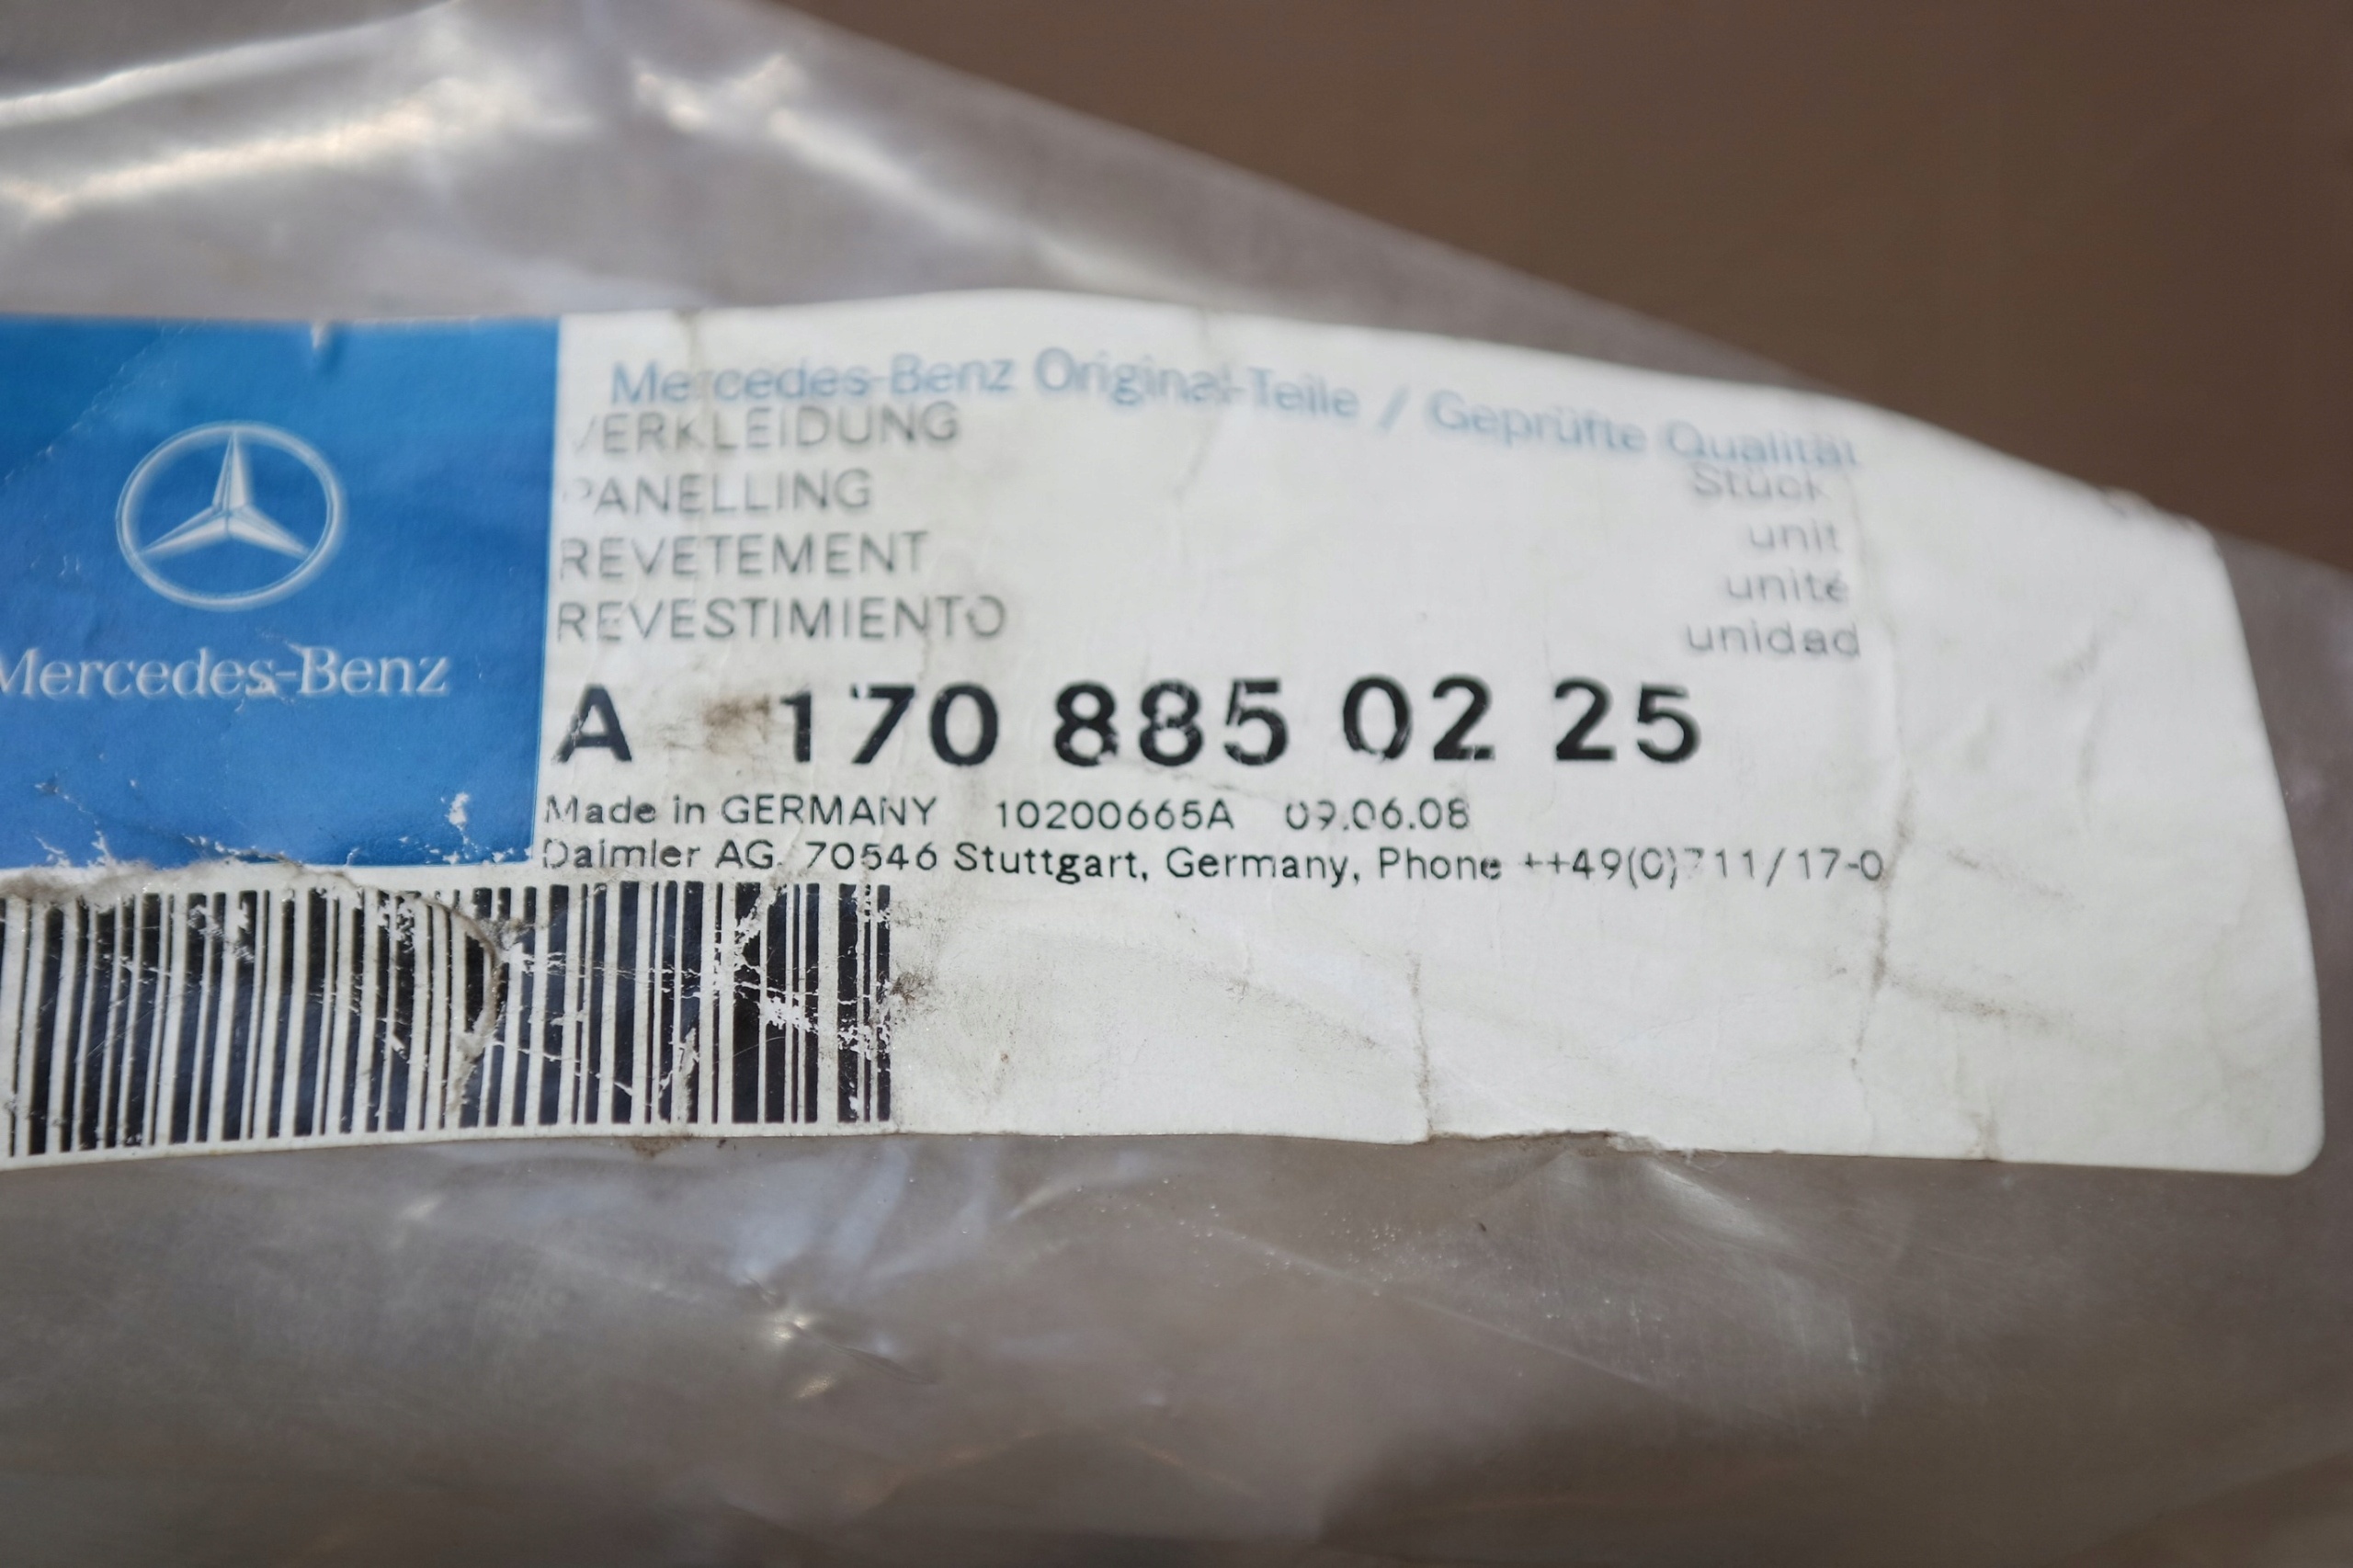 Mercedes-Benz
Mercedes-Benz Original-Teile / Geprüfte Qualität
VERKLEIDUNG
PANELLING
REVETEMENT
REVESTIMIENTO
Stück
unit
unité
unidad
A 170 885 02 25
Made in GERMANY 10200665A 09.06.08
Daimler AG, 70546 Stuttgart, Germany, Phone ++49(0)711/17-0